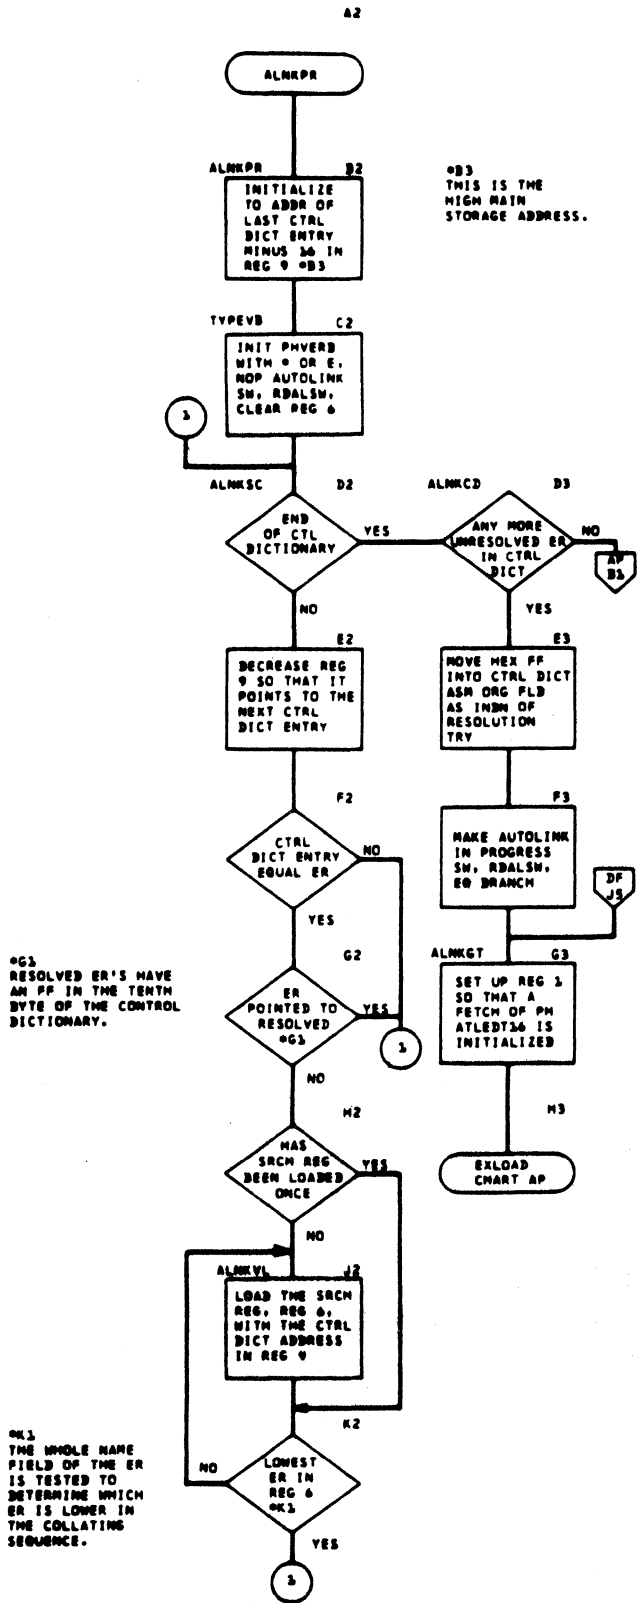 A2
ALNKPR
ALNKPR
B2
INITIALIZE
TO ADDR OF
LAST CTRL
DICT ENTRY
MINUS 16 IN
REG 9 *B3
*B3
THIS IS THE
HIGH MAIN
STORAGE ADDRESS.
TYPEVB
C2
INIT PHVERB
WITH * OR E,
NOP AUTOLINK
SW, RDALSW,
CLEAR REG 6
1
ALNKSC
D2
END
OF CTL
DICTIONARY
YES
NO
ALNKCD
D3
ANY MORE
UNRESOLVED ER
IN CTRL
DICT
NO
AP
B1
YES
E2
DECREASE REG
9 SO THAT IT
POINTS TO THE
NEXT CTRL
DICT ENTRY
E3
MOVE HEX FF
INTO CTRL DICT
ASM ORG FLD
AS INDN OF
RESOLUTION
TRY
F2
CTRL
DICT ENTRY
EQUAL ER
NO
YES
F3
MAKE AUTOLINK
IN PROGRESS
SW, RDALSW,
EQ BRANCH
DF
J5
*G1
RESOLVED ER'S HAVE
AN FF IN THE TENTH
BYTE OF THE CONTROL
DICTIONARY.
G2
ER
POINTED TO
RESOLVED
*G1
YES
1
NO
ALNKGT
G3
SET UP REG 1
SO THAT A
FETCH OF PH
ATLEDT16 IS
INITIALIZED
H2
HAS
SRCH REG
BEEN LOADED
ONCE
YES
NO
H3
EXLOAD
CHART AP
ALNKVL
J2
LOAD THE SRCH
REG, REG 6,
WITH THE CTRL
DICT ADDRESS
IN REG 9
*K1
THE WHOLE NAME
FIELD OF THE ER
IS TESTED TO
DETERMINE WHICH
ER IS LOWER IN
THE COLLATING
SEQUENCE.
K2
LOWEST
ER IN
REG 6
*K1
NO
YES
1